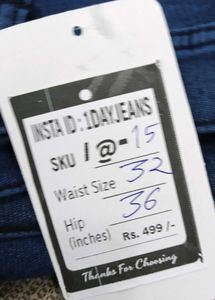 INSTA ID : 1DAYJEANS
SKU / @-15
Waist Size 32
Hip 36
(inches) Rs. 499 /-
Thanks For Choosing